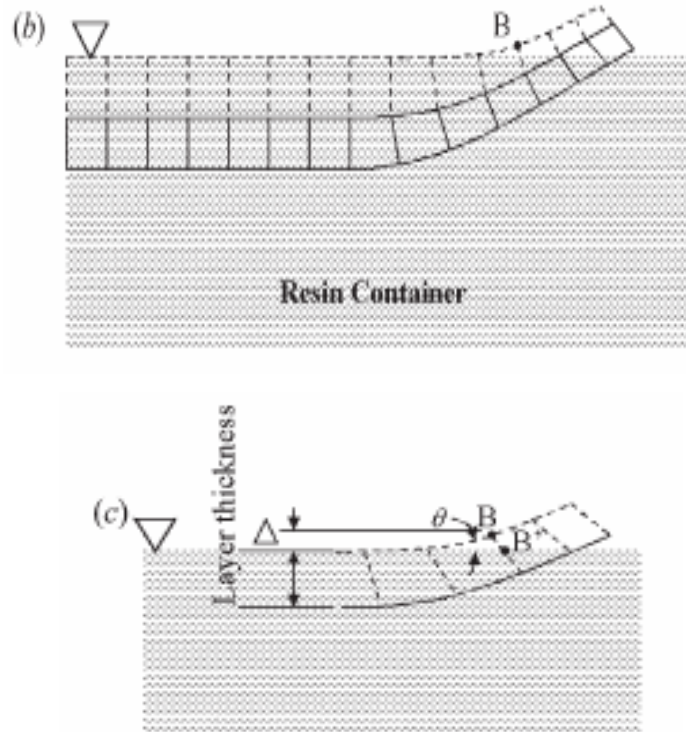 (b)
B
Resin Container
Layer thickness
(c)
Δ
θ
B
B'